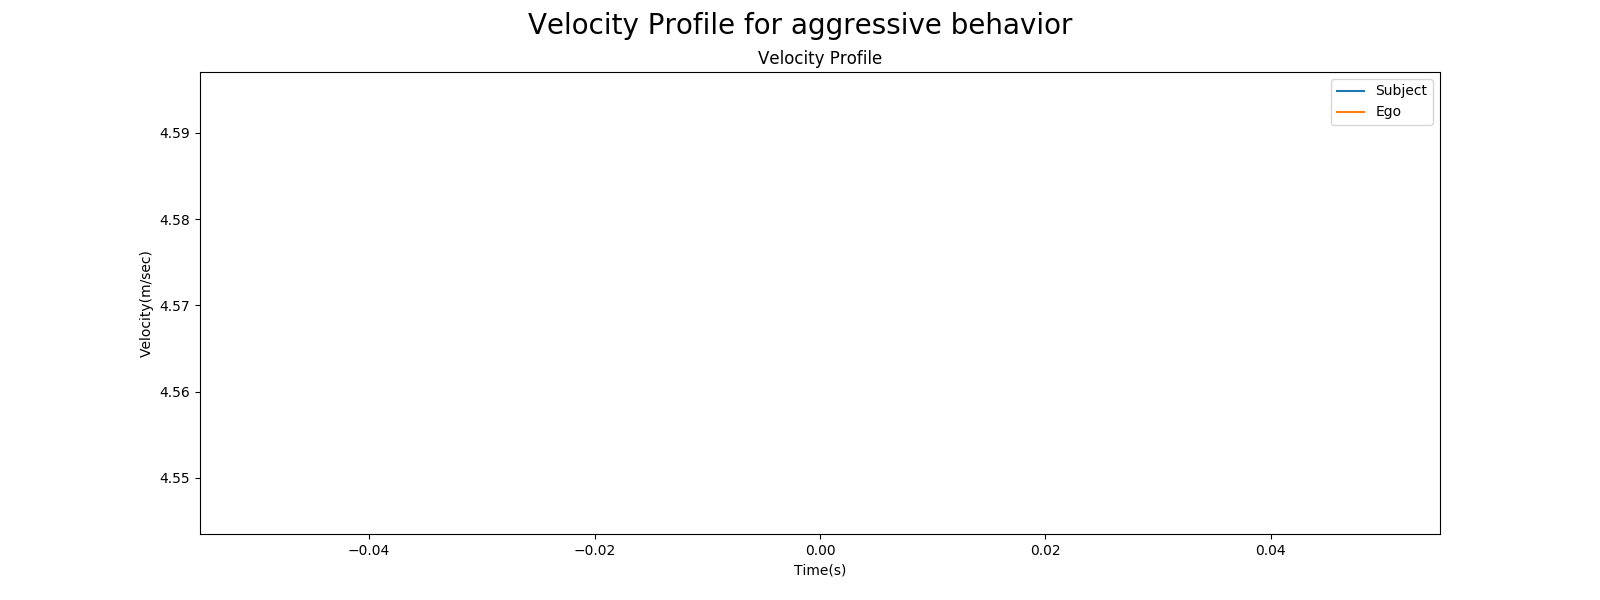 Velocity Profile for aggressive behavior
Velocity Profile
Subject
Ego
4.59
4.58
4.57
4.56
4.55
Velocity(m/sec)
−0.04
−0.02
0.00
0.02
0.04
Time(s)